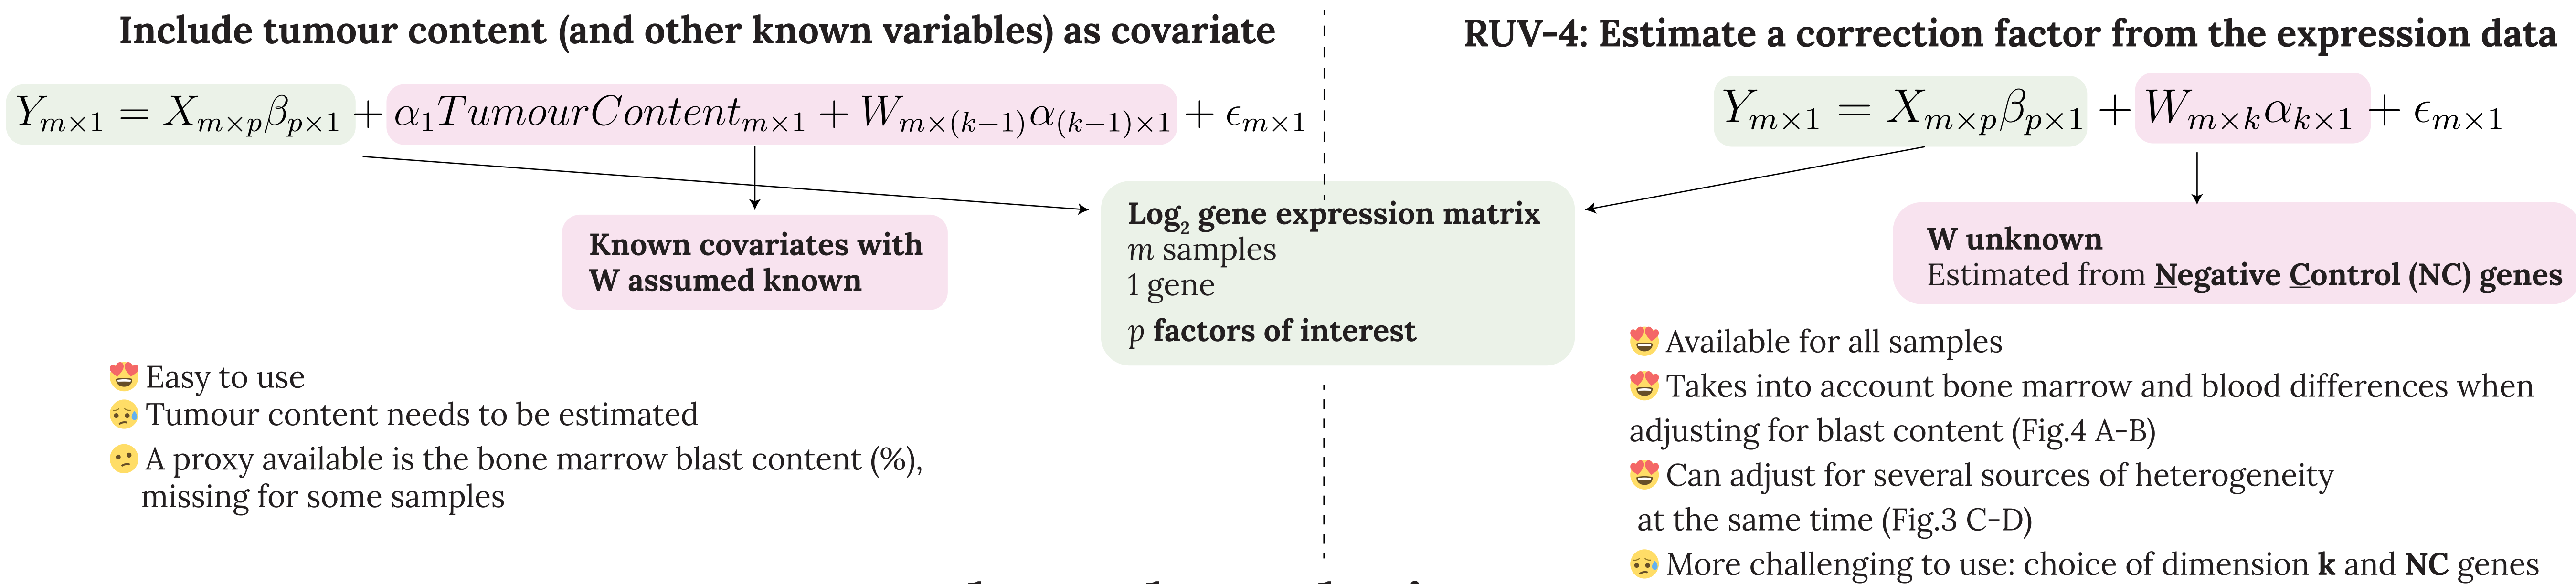 Include tumour content (and other known variables) as covariate
Y_{m×1} = X_{m×p}β_{p×1} + α_1TumourContent_{m×1} + W_{m×(k−1)}α_{(k−1)×1} + ϵ_{m×1}
Known covariates with
W assumed known
😍 Easy to use
😥 Tumour content needs to be estimated
😕 A proxy available is the bone marrow blast content (%),
missing for some samples
Log₂ gene expression matrix
m samples
1 gene
p factors of interest
RUV-4: Estimate a correction factor from the expression data
Y_{m×1} = X_{m×p}β_{p×1} + W_{m×k}α_{k×1} + ϵ_{m×1}
W unknown
Estimated from Negative Control (NC) genes
😍 Available for all samples
😍 Takes into account bone marrow and blood differences when
adjusting for blast content (Fig.4 A-B)
😍 Can adjust for several sources of heterogeneity
at the same time (Fig.3 C-D)
😥 More challenging to use: choice of dimension k and NC genes